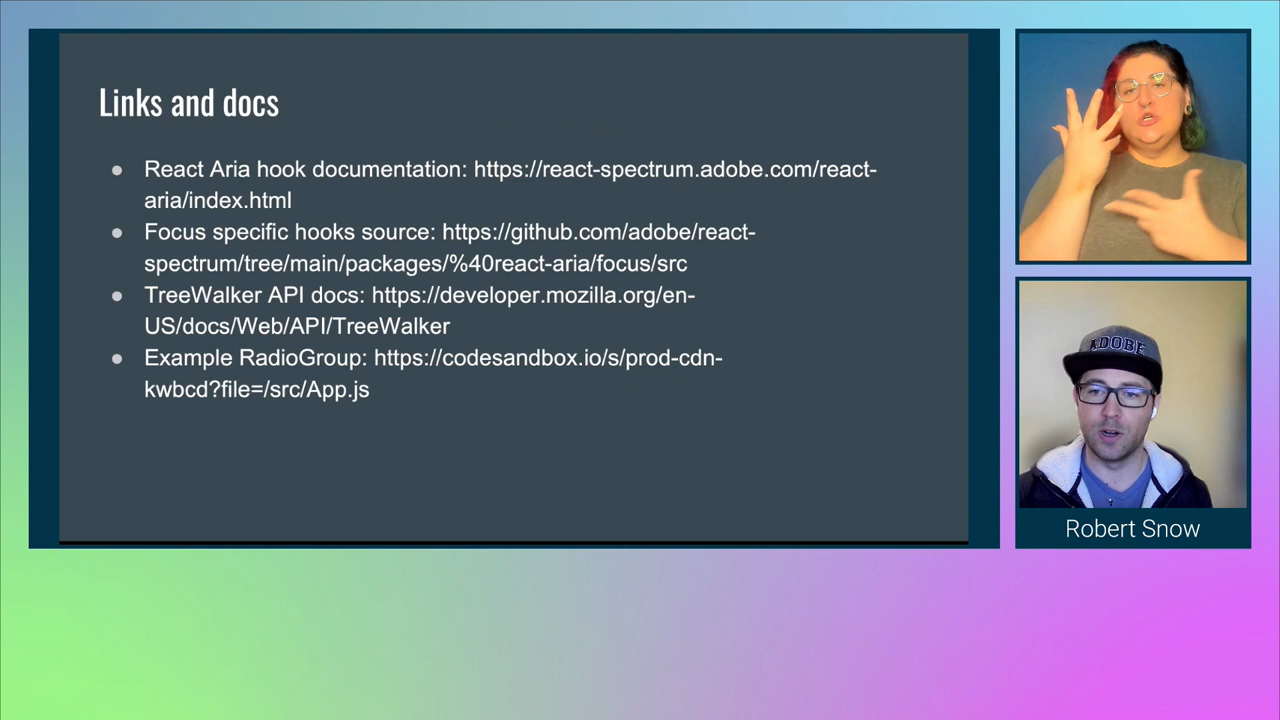 Links and docs
● React Aria hook documentation: https://react-spectrum.adobe.com/react-
aria/index.html
● Focus specific hooks source: https://github.com/adobe/react-
spectrum/tree/main/packages/%40react-aria/focus/src
● TreeWalker API docs: https://developer.mozilla.org/en-
US/docs/Web/API/TreeWalker
● Example RadioGroup: https://codesandbox.io/s/prod-cdn-
kwbcd?file=/src/App.js
ADOBE
Robert Snow